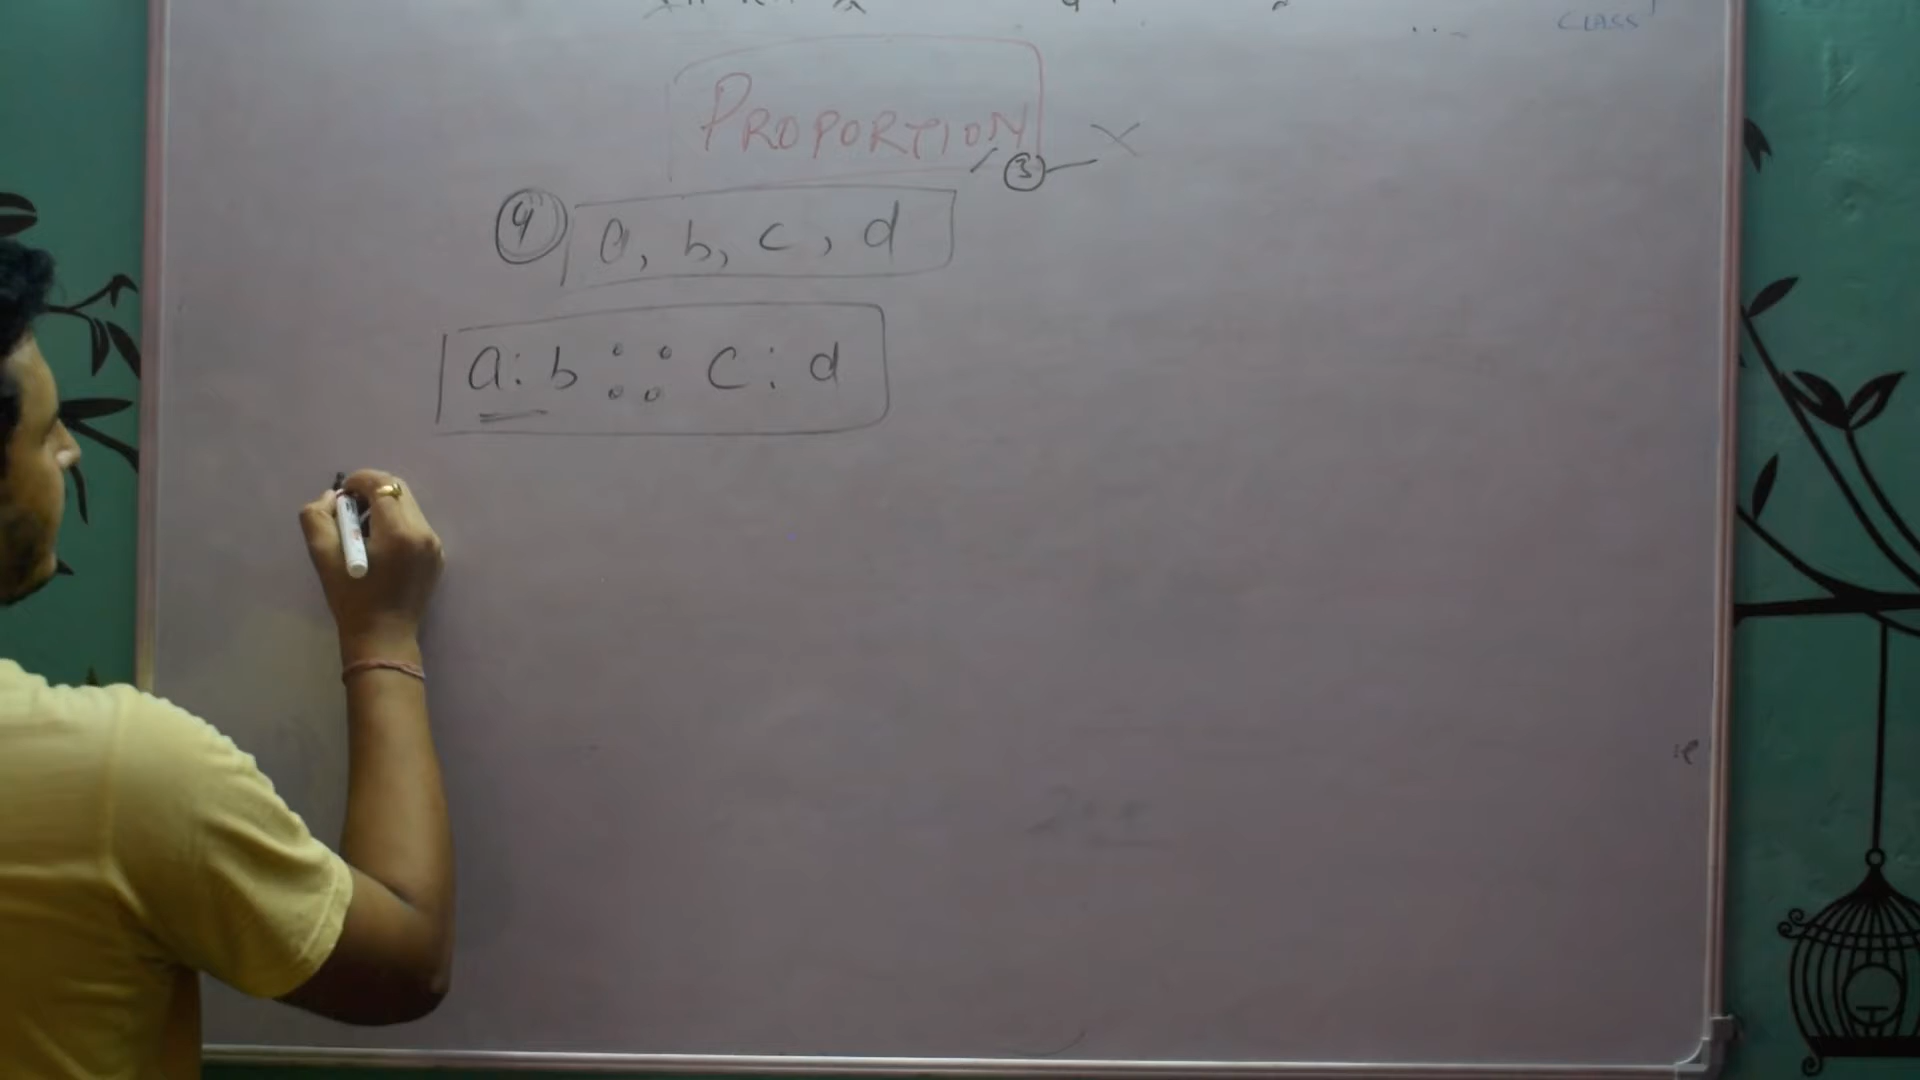 CLASS
PROPORTION
③ X
④ a, b, c, d
a : b :: c : d